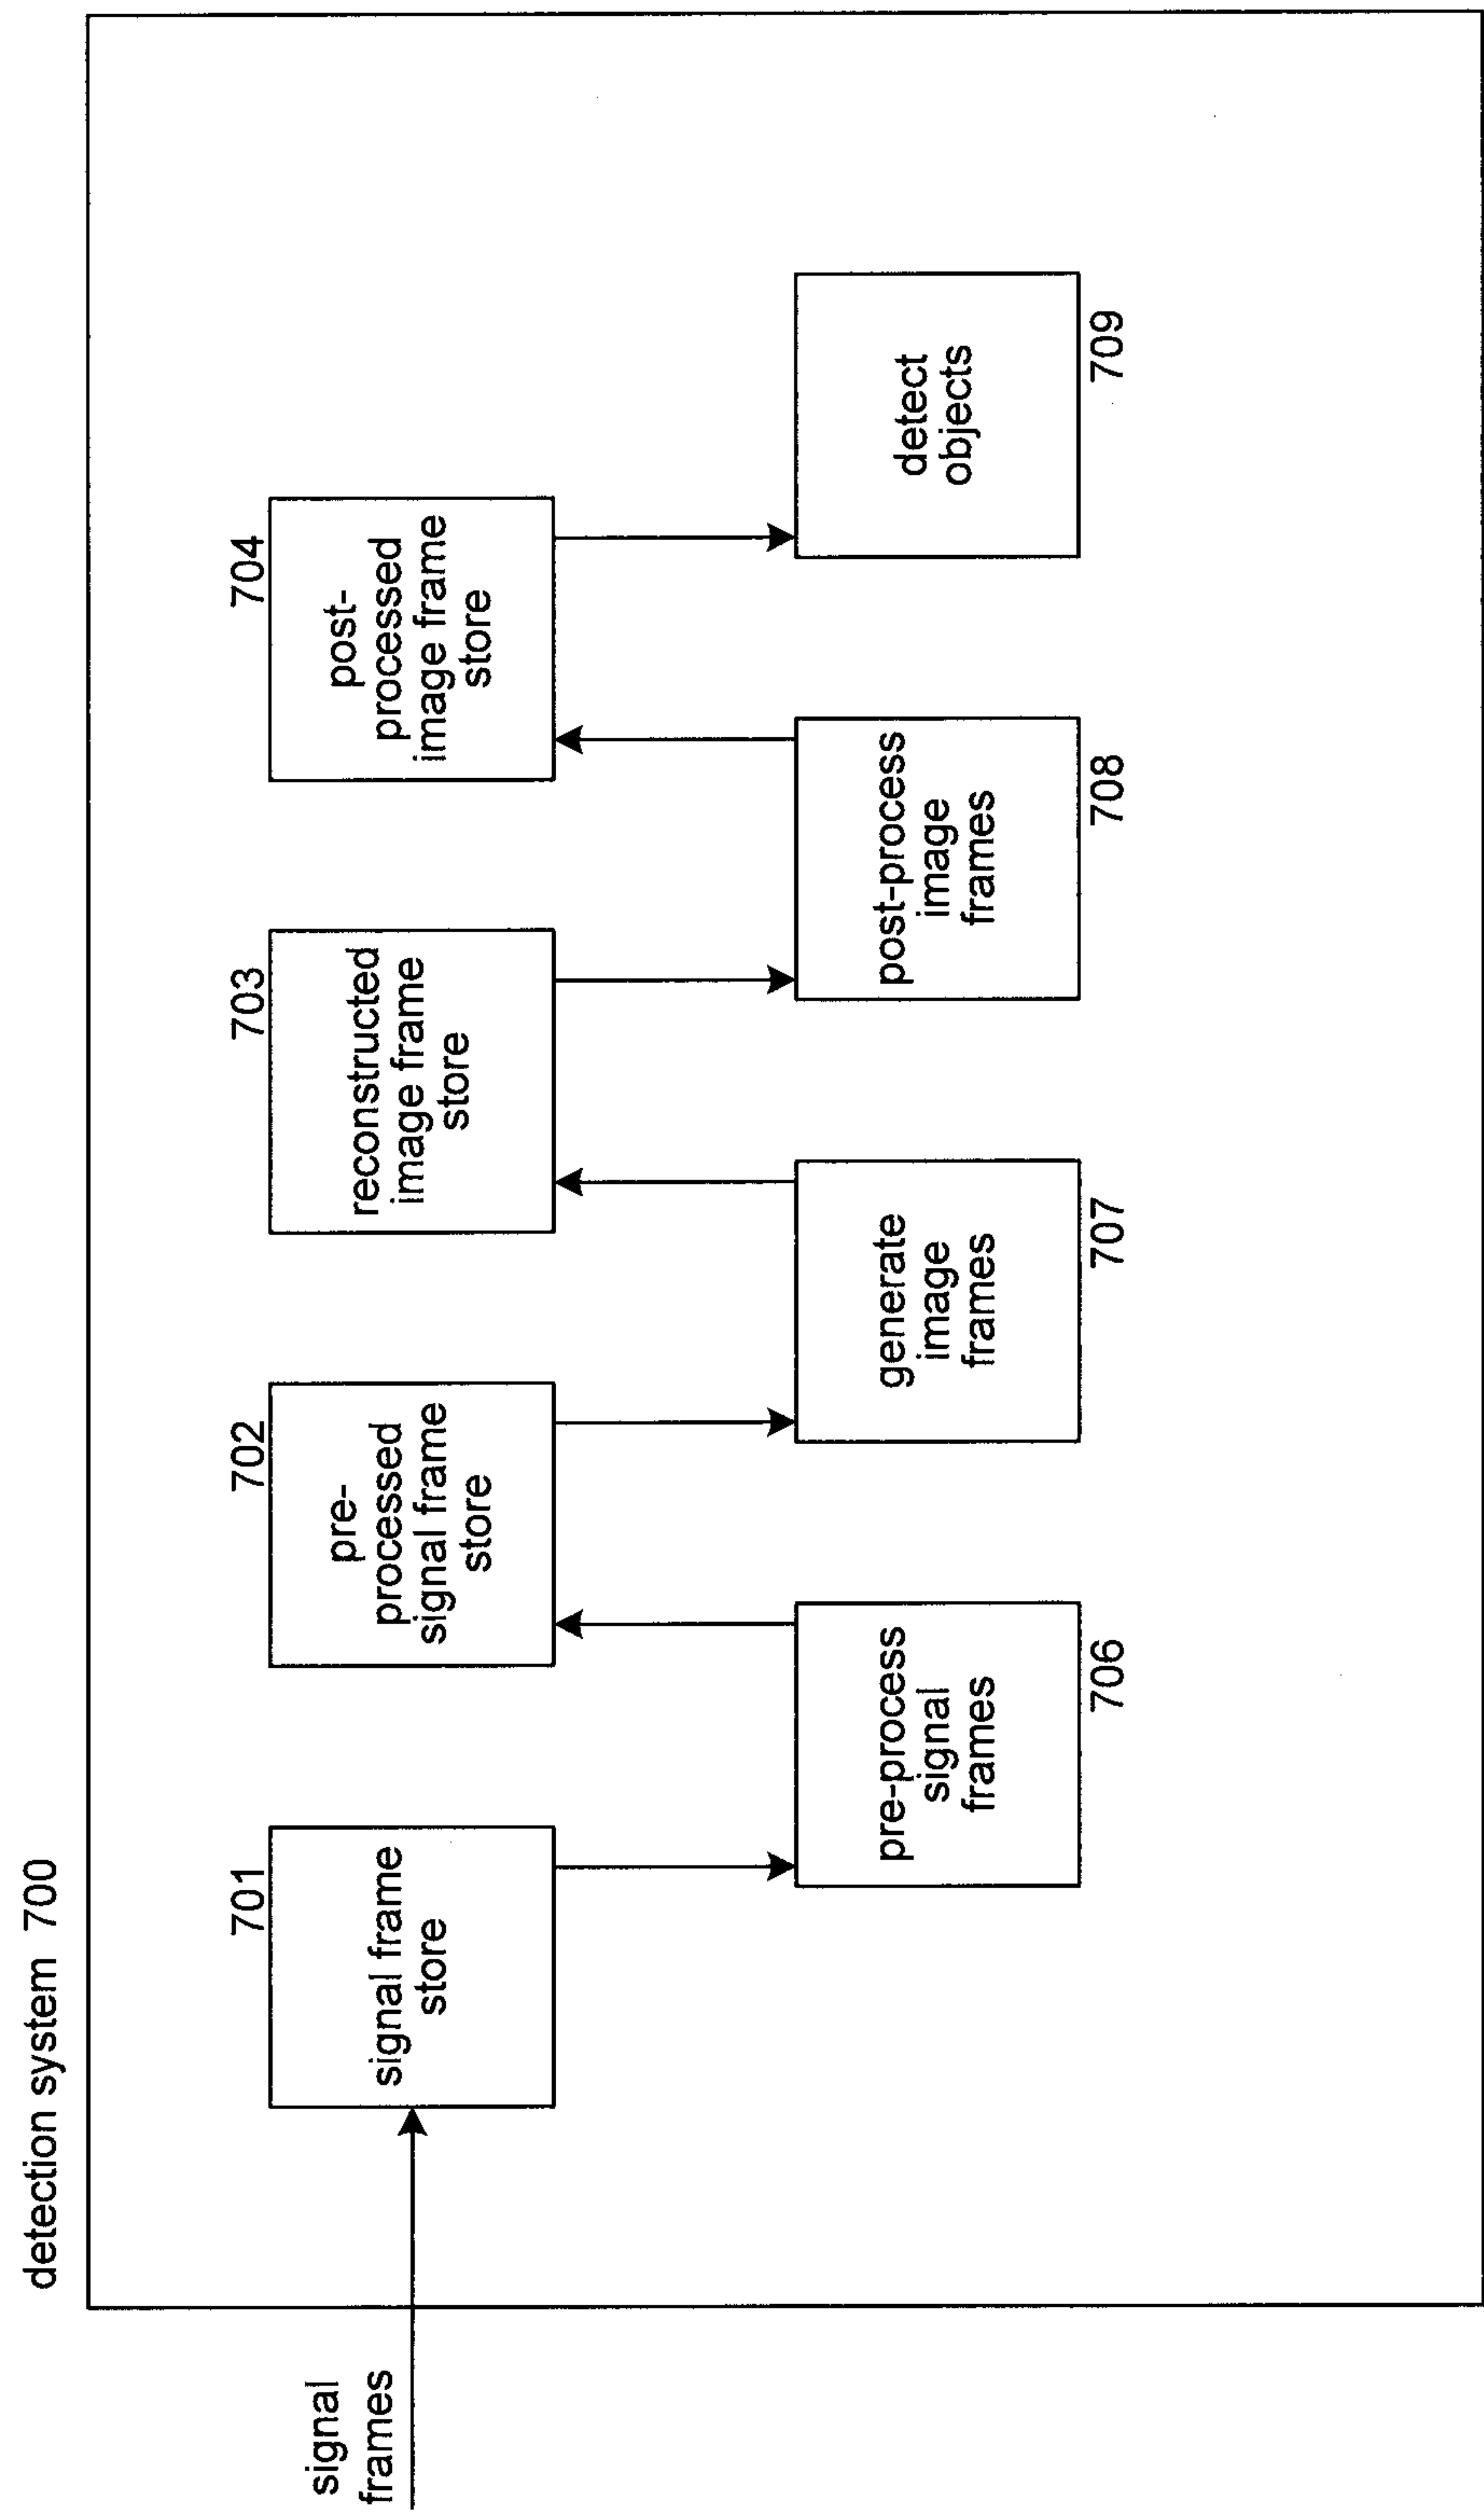 detection system 700
signal
frames
701
signal frame
store
702
pre-
processed
signal frame
store
703
reconstructed
image frame
store
704
post-
processed
image frame
store
pre-process
signal
frames
706
generate
image
frames
707
post-process
image
frames
708
detect
objects
709